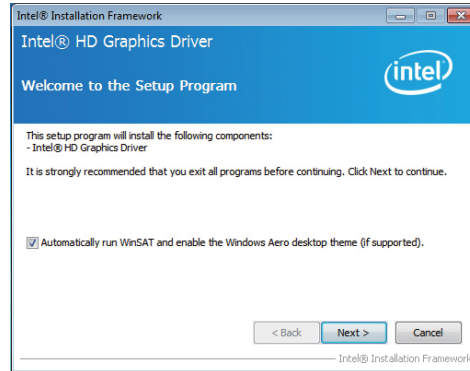 Intel® Installation Framework
Intel® HD Graphics Driver
Welcome to the Setup Program
intel
This setup program will install the following components:
- Intel® HD Graphics Driver
It is strongly recommended that you exit all programs before continuing. Click Next to continue.
Automatically run WinSAT and enable the Windows Aero desktop theme (if supported).
< Back Next > Cancel
Intel® Installation Framework